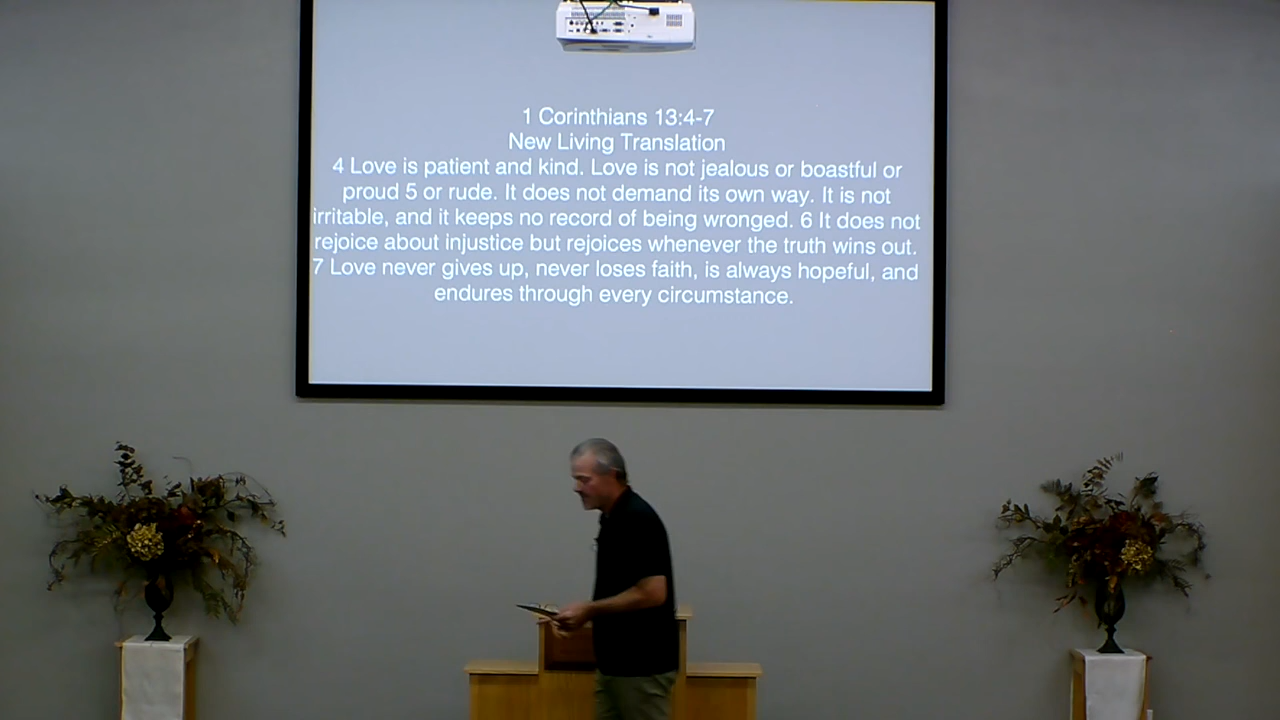 1 Corinthians 13:4-7
New Living Translation
4 Love is patient and kind. Love is not jealous or boastful or
proud 5 or rude. It does not demand its own way. It is not
irritable, and it keeps no record of being wronged. 6 It does not
rejoice about injustice but rejoices whenever the truth wins out.
7 Love never gives up, never loses faith, is always hopeful, and
endures through every circumstance.